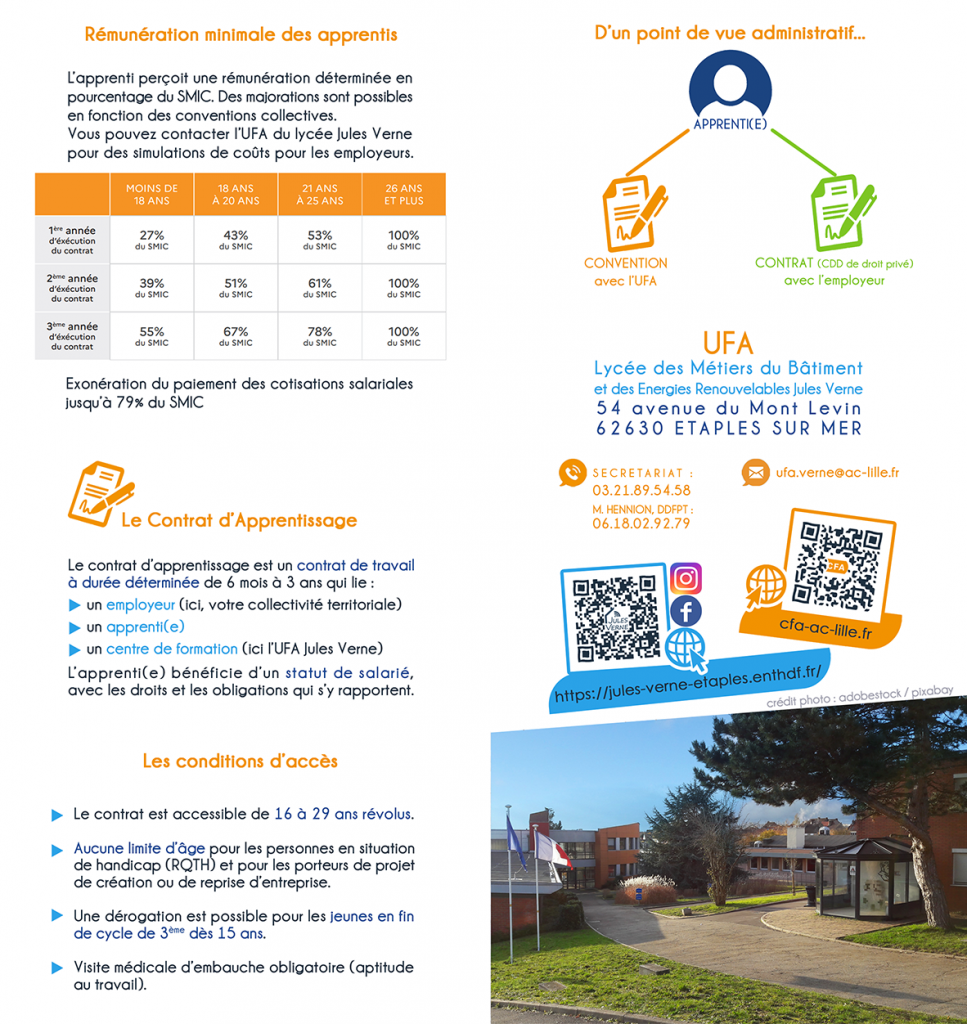 Rémunération minimale des apprentis
L'apprenti perçoit une rémunération déterminée en
pourcentage du SMIC. Des majorations sont possibles
en fonction des conventions collectives.
Vous pouvez contacter l'UFA du lycée Jules Verne
pour des simulations de coûts pour les employeurs.
MOINS DE 18 ANS | 18 ANS À 20 ANS | 21 ANS À 25 ANS | 26 ANS ET PLUS
1ère année d'éxécution du contrat | 27% du SMIC | 43% du SMIC | 53% du SMIC | 100% du SMIC
2ème année d'éxécution du contrat | 39% du SMIC | 51% du SMIC | 61% du SMIC | 100% du SMIC
3ème année d'éxécution du contrat | 55% du SMIC | 67% du SMIC | 78% du SMIC | 100% du SMIC
Exonération du paiement des cotisations salariales
jusqu'à 79% du SMIC
Le Contrat d'Apprentissage
Le contrat d'apprentissage est un contrat de travail
à durée déterminée de 6 mois à 3 ans qui lie :
un employeur (ici, votre collectivité territoriale)
un apprenti(e)
un centre de formation (ici l'UFA Jules Verne)
L'apprenti(e) bénéficie d'un statut de salarié,
avec les droits et les obligations qui s'y rapportent.
Les conditions d'accès
Le contrat est accessible de 16 à 29 ans révolus.
Aucune limite d'âge pour les personnes en situation
de handicap (RQTH) et pour les porteurs de projet
de création ou de reprise d'entreprise.
Une dérogation est possible pour les jeunes en fin
de cycle de 3ème dès 15 ans.
Visite médicale d'embauche obligatoire (aptitude
au travail).
D'un point de vue administratif...
APPRENTI(E)
CONVENTION
avec l'UFA
CONTRAT (CDD de droit privé)
avec l'employeur
UFA
Lycée des Métiers du Bâtiment
et des Energies Renouvelables Jules Verne
54 avenue du Mont Levin
62630 ETAPLES SUR MER
SECRETARIAT :
03.21.89.54.58
M. HENNION, DDFPT :
06.18.02.92.79
ufa.verne@ac-lille.fr
CFA
cfa-ac-lille.fr
JULES
VERNE
https://jules-verne-etaples.enthdf.fr/
crédit photo : adobestock / pixabay